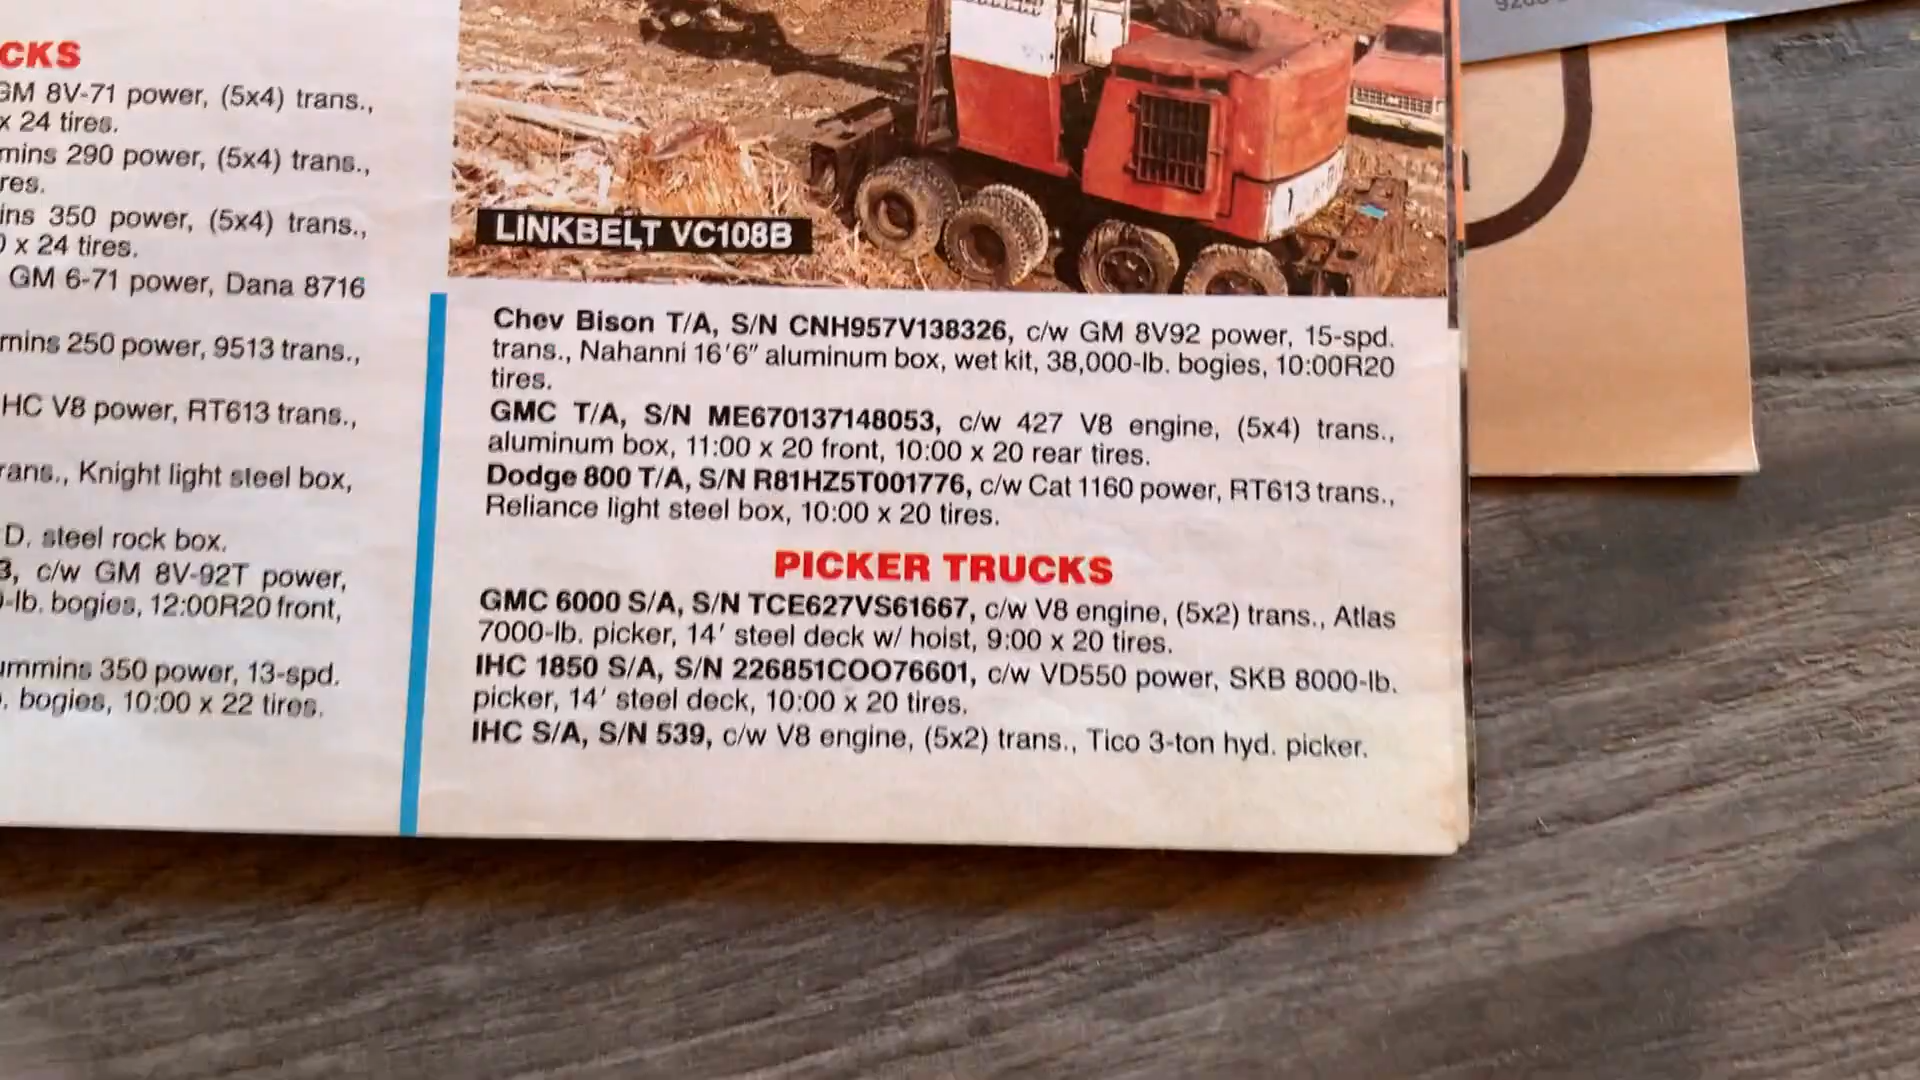 CKS
GM 8V-71 power, (5x4) trans.,
x 24 tires.
mins 290 power, (5x4) trans.,
res.
ins 350 power, (5x4) trans.,
x 24 tires.
GM 6-71 power, Dana 8716
mins 250 power, 9513 trans.,
HC V8 power, RT613 trans.,
rans., Knight light steel box,
D. steel rock box.
3, c/w GM 8V-92T power,
-lb. bogies, 12:00R20 front,
ummins 350 power, 13-spd.
. bogies, 10:00 x 22 tires.
LINKBELT VC108B
Chev Bison T/A, S/N CNH957V138326, c/w GM 8V92 power, 15-spd.
trans., Nahanni 16'6" aluminum box, wet kit, 38,000-lb. bogies, 10:00R20
tires.
GMC T/A, S/N ME670137148053, c/w 427 V8 engine, (5x4) trans.,
aluminum box, 11:00 x 20 front, 10:00 x 20 rear tires.
Dodge 800 T/A, S/N R81HZ5T001776, c/w Cat 1160 power, RT613 trans.,
Reliance light steel box, 10:00 x 20 tires.
PICKER TRUCKS
GMC 6000 S/A, S/N TCE627VS61667, c/w V8 engine, (5x2) trans., Atlas
7000-lb. picker, 14' steel deck w/ hoist, 9:00 x 20 tires.
IHC 1850 S/A, S/N 226851COO76601, c/w VD550 power, SKB 8000-lb.
picker, 14' steel deck, 10:00 x 20 tires.
IHC S/A, S/N 539, c/w V8 engine, (5x2) trans., Tico 3-ton hyd. picker.